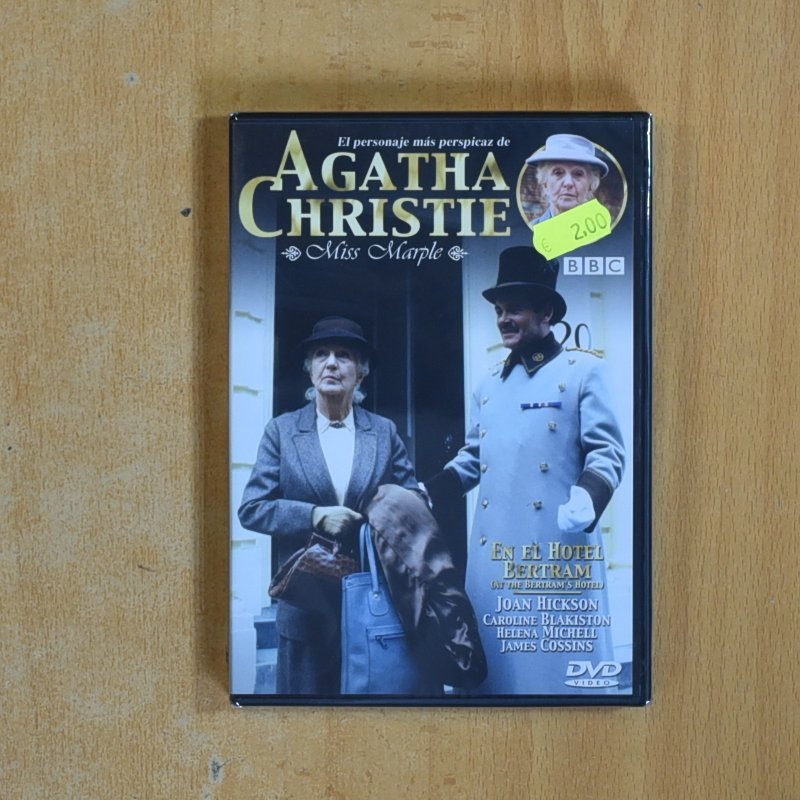 El personaje más perspicaz de
AGATHA
CHRISTIE
Miss Marple
€ 2,00
BBC
20
EN EL HOTEL
BERTRAM
(AT THE BERTRAM'S HOTEL)
JOAN HICKSON
CAROLINE BLAKISTON
HELENA MICHELL
JAMES COSSINS
DVD
VIDEO